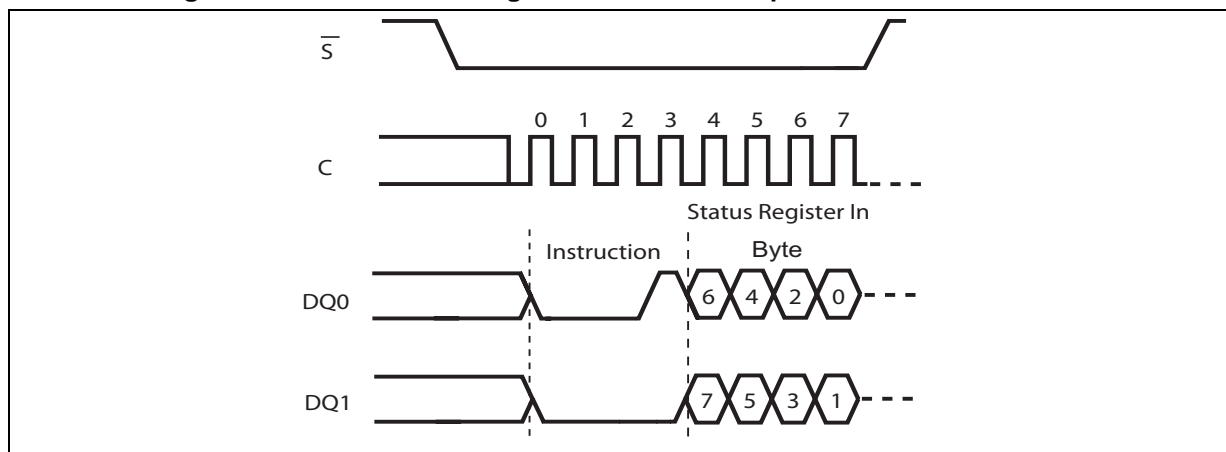 S
0 1 2 3 4 5 6 7
C
Status Register In
Instruction Byte
DQ0 6 4 2 0
DQ1 7 5 3 1